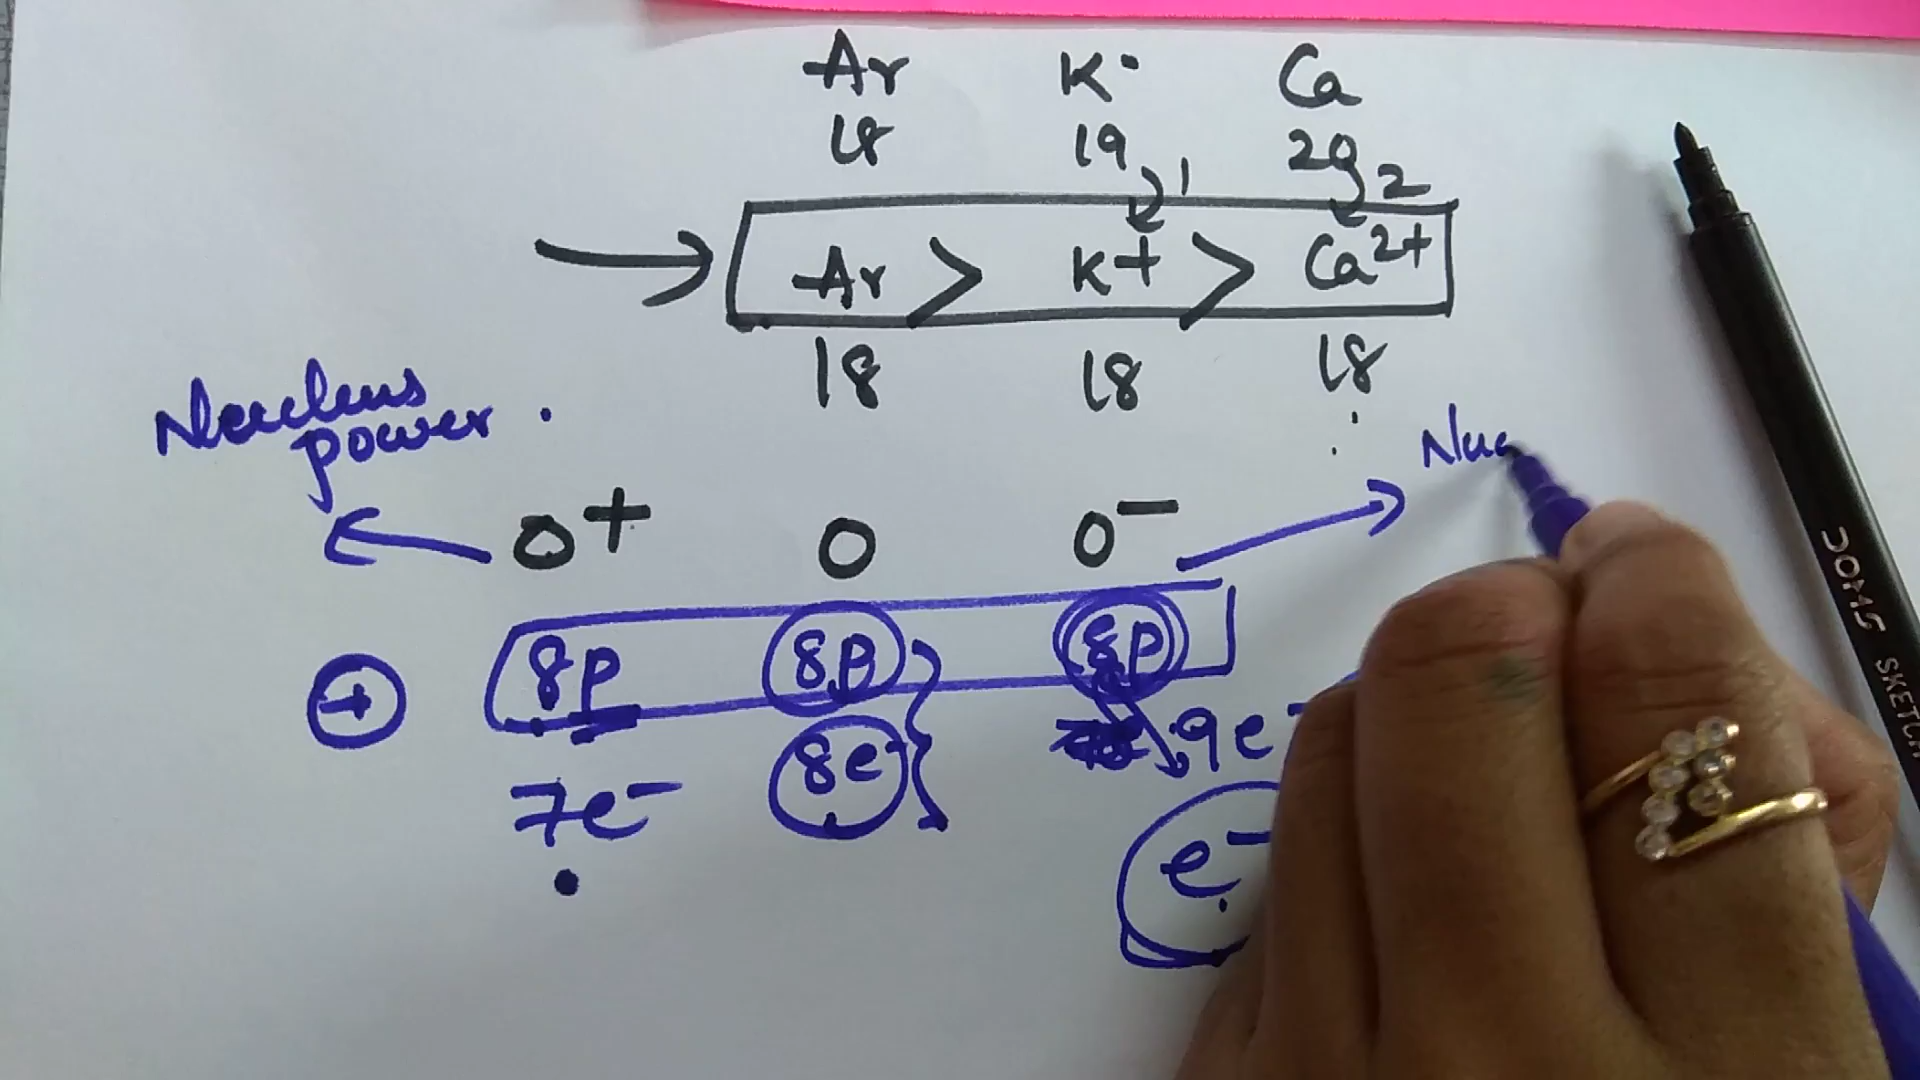 Ar K Ca
18 19 20
1 2
Ar > K+ > Ca2+
18 18 18
Nucleus
power.
Nuc
O+ O O−
8p 8p 8p
+
7e− 8e− 9e−
e−
DOMS SKETCH